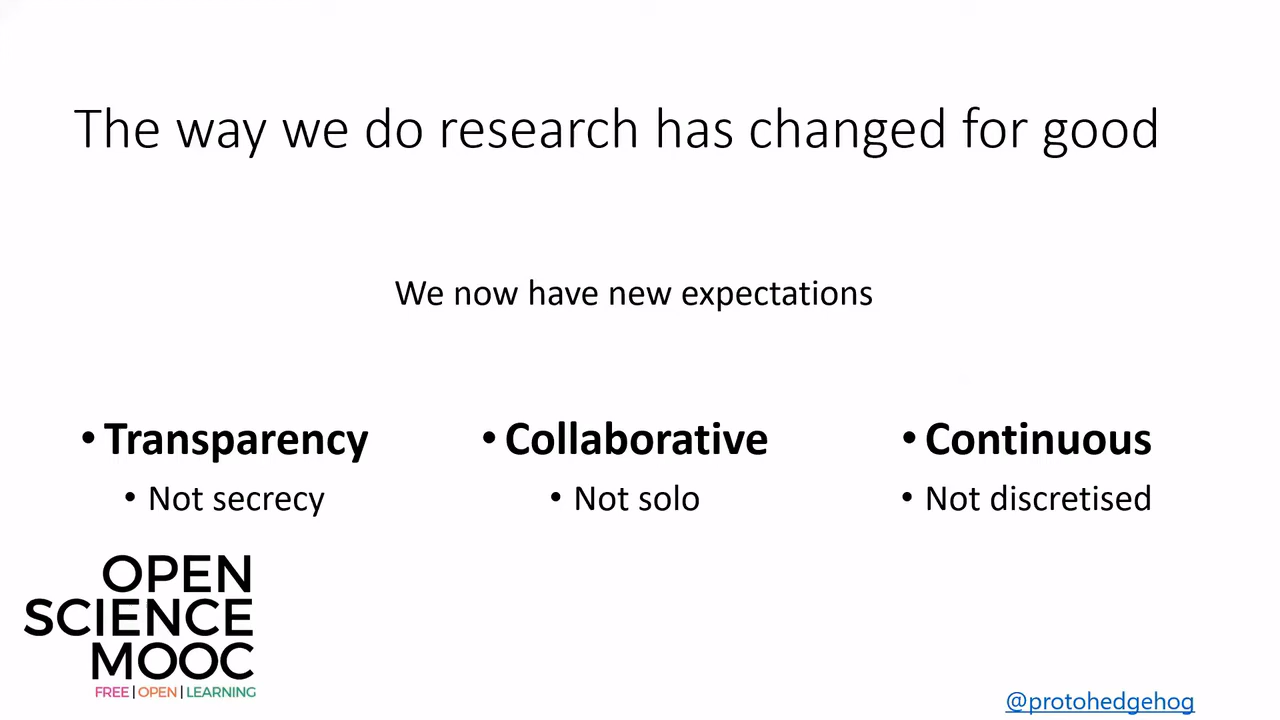 The way we do research has changed for good
We now have new expectations
• Transparency
• Not secrecy
• Collaborative
• Not solo
• Continuous
• Not discretised
OPEN
SCIENCE
MOOC
FREE | OPEN | LEARNING
@protohedgehog